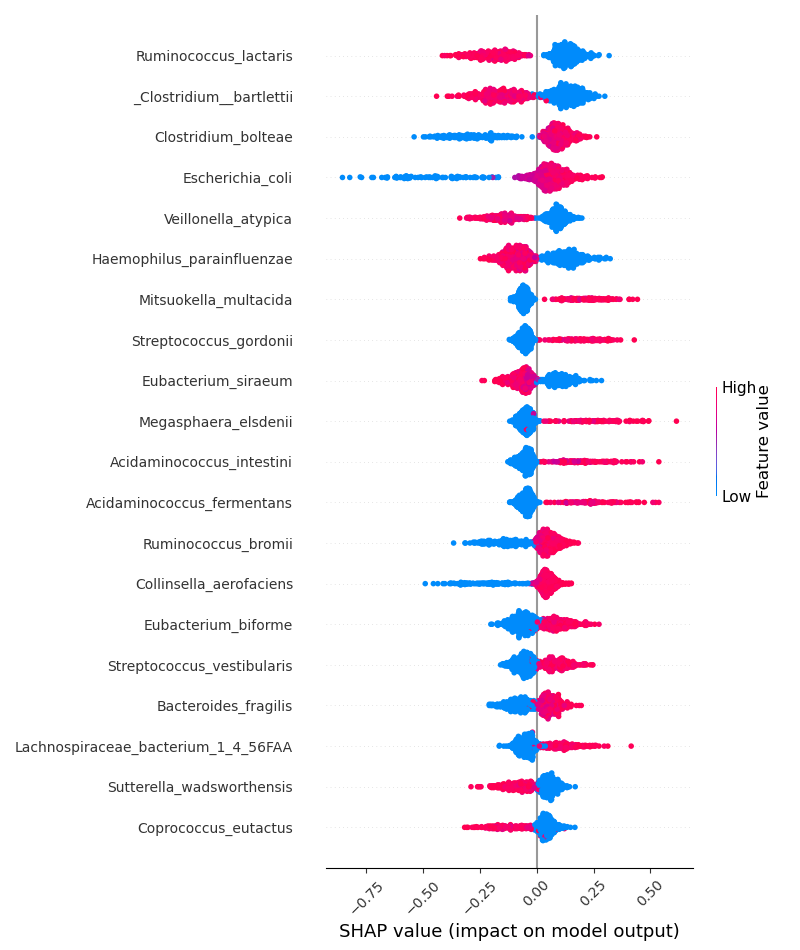 Ruminococcus_lactaris
_Clostridium__bartlettii
Clostridium_bolteae
Escherichia_coli
Veillonella_atypica
Haemophilus_parainfluenzae
Mitsuokella_multacida
Streptococcus_gordonii
Eubacterium_siraeum
Megasphaera_elsdenii
Acidaminococcus_intestini
Acidaminococcus_fermentans
Ruminococcus_bromii
Collinsella_aerofaciens
Eubacterium_biforme
Streptococcus_vestibularis
Bacteroides_fragilis
Lachnospiraceae_bacterium_1_4_56FAA
Sutterella_wadsworthensis
Coprococcus_eutactus
High
Low
Feature value
−0.75 −0.50 −0.25 0.00 0.25 0.50
SHAP value (impact on model output)